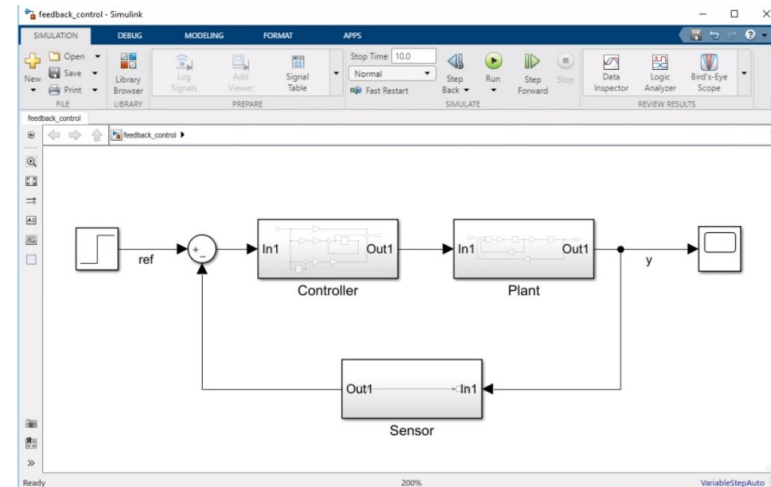 feedback_control - Simulink
SIMULATION DEBUG MODELING FORMAT APPS
New
Open
Save
Print
FILE
Library Browser
LIBRARY
Log Signals
Add Viewer
Signal Table
PREPARE
Stop Time 10.0
Normal
Fast Restart
Step Back
Run
Step Forward
Stop
SIMULATE
Data Inspector
Logic Analyzer
Bird's-Eye Scope
REVIEW RESULTS
feedback_control
feedback_control
ref
+
−
In1 Out1
Controller
In1 Out1
Plant
y
Out1 In1
Sensor
Ready 200% VariableStepAuto